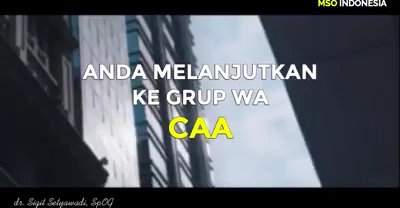 MSO INDONESIA
ANDA MELANJUTKAN
KE GRUP WA
CAA
dr. Sigit Setyawadi, SpOG